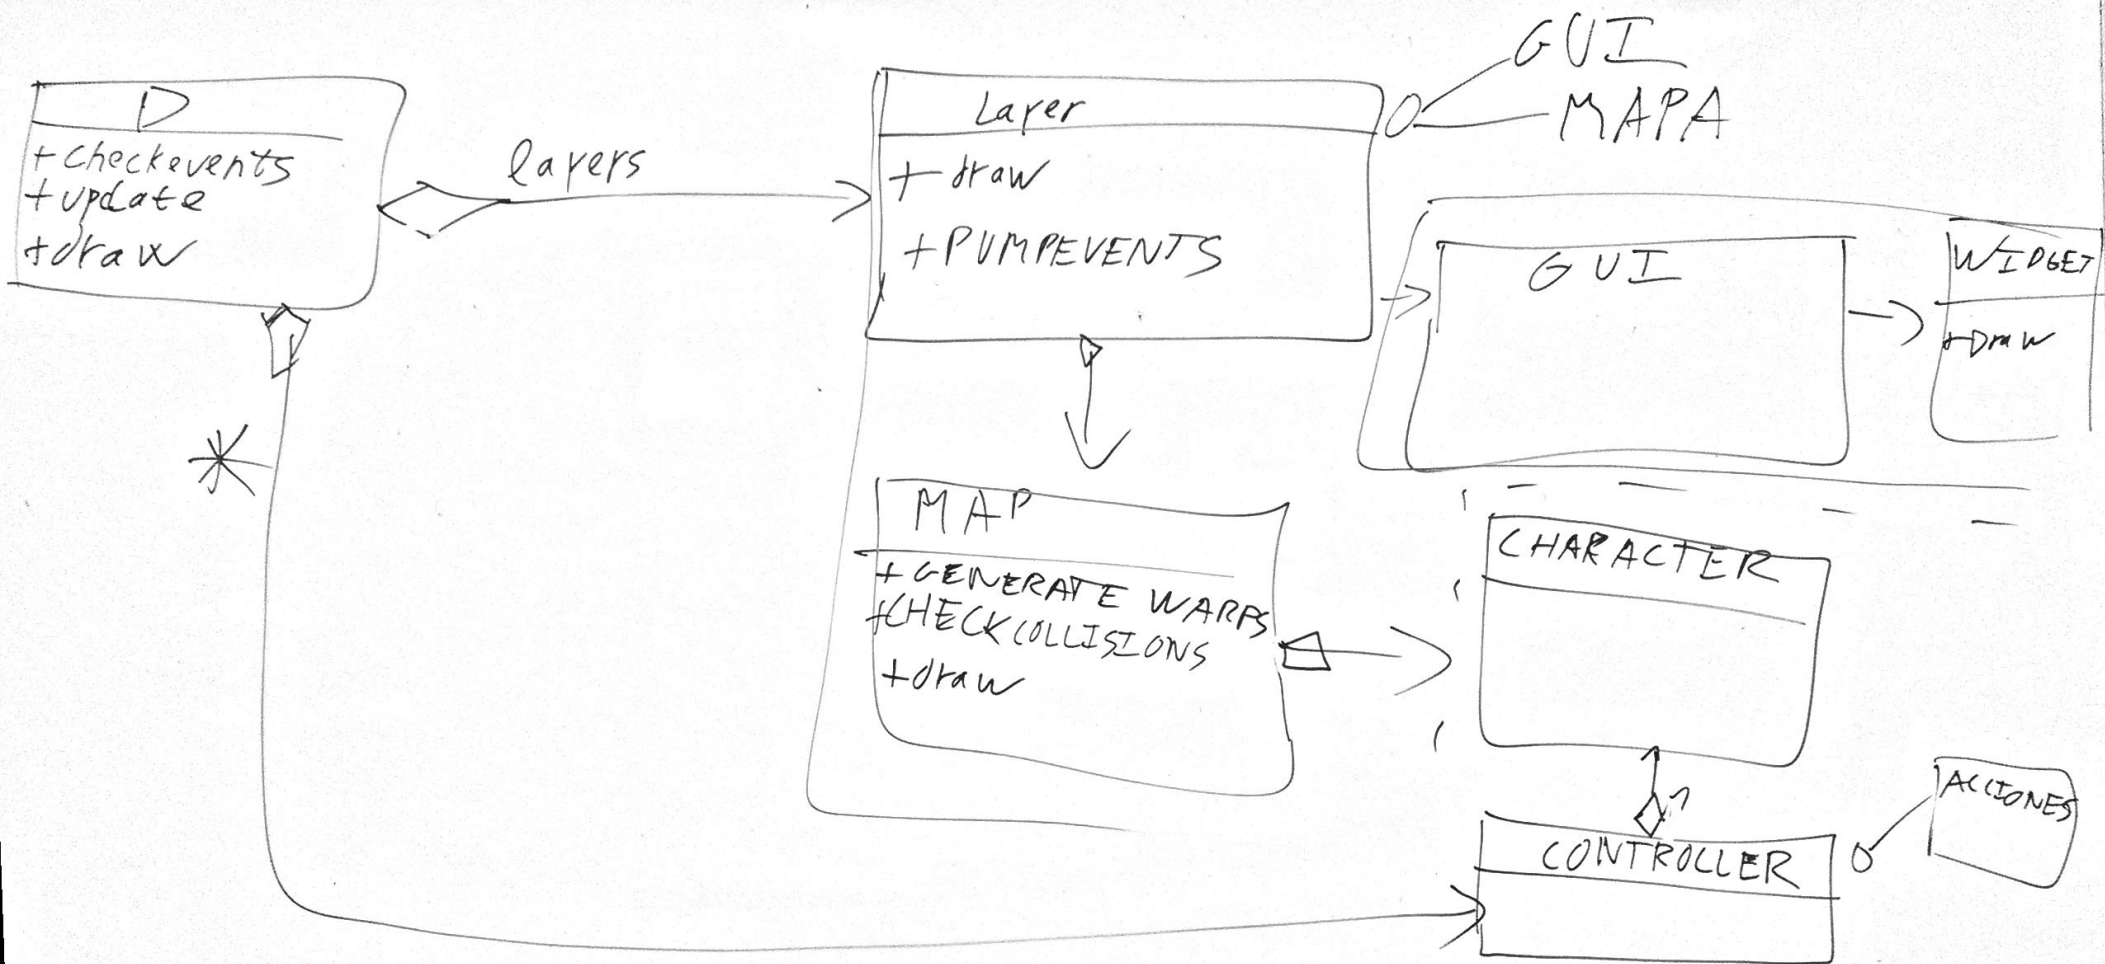 D
+checkevents
+update
+draw
layers
Layer
+draw
+PUMPEVENTS
GUI
MAPA
GUI
WIDGET
+Draw
*
MAP
+GENERATE WARPS
+CHECKCOLLISIONS
+draw
CHARACTER
1
CONTROLLER
ACCIONES